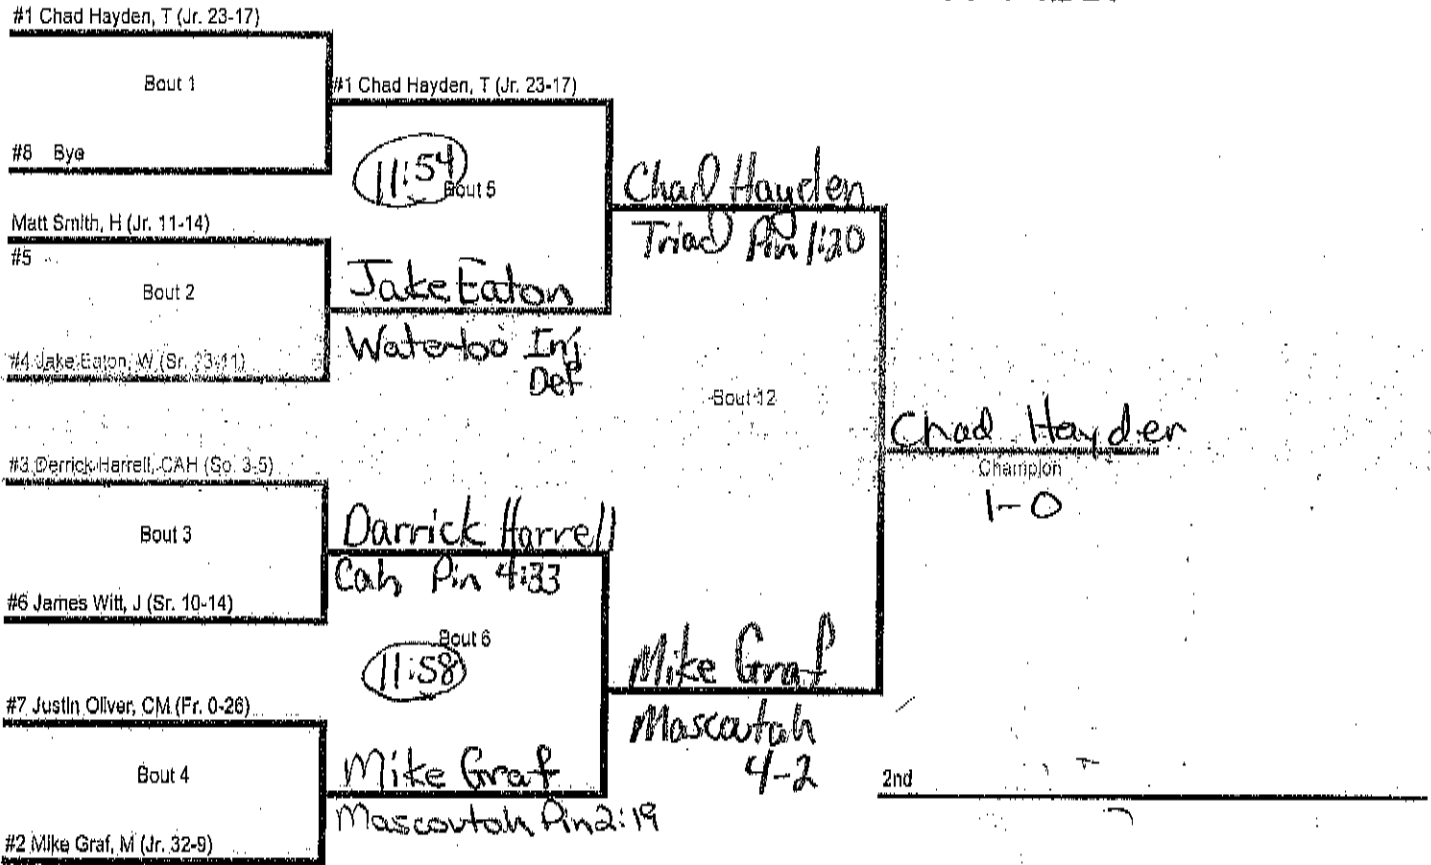 #1 Chad Hayden, T (Jr. 23-17)
Bout 1
#1 Chad Hayden, T (Jr. 23-17)
#8 Bye
11:54
Bout 5
Chad Hayden
Triad Pin 1:20
Matt Smith, H (Jr. 11-14)
#5
Bout 2
Jake Eaton
Waterloo Inj
Def
#4 Jake Eaton, W (Sr. 23-11)
Bout 12
Chad Hayden
Champion
1-0
#3 Derrick Harrell, CAH (So. 3-5)
Bout 3
Darrick Harrell
Cah Pin 4:33
#6 James Witt, J (Sr. 10-14)
Bout 6
11:58
Mike Graf
Mascoutah
4-2
#7 Justin Oliver, CM (Fr. 0-26)
Bout 4
Mike Graf
Mascoutah Pin 2:19
2nd
#2 Mike Graf, M (Jr. 32-9)